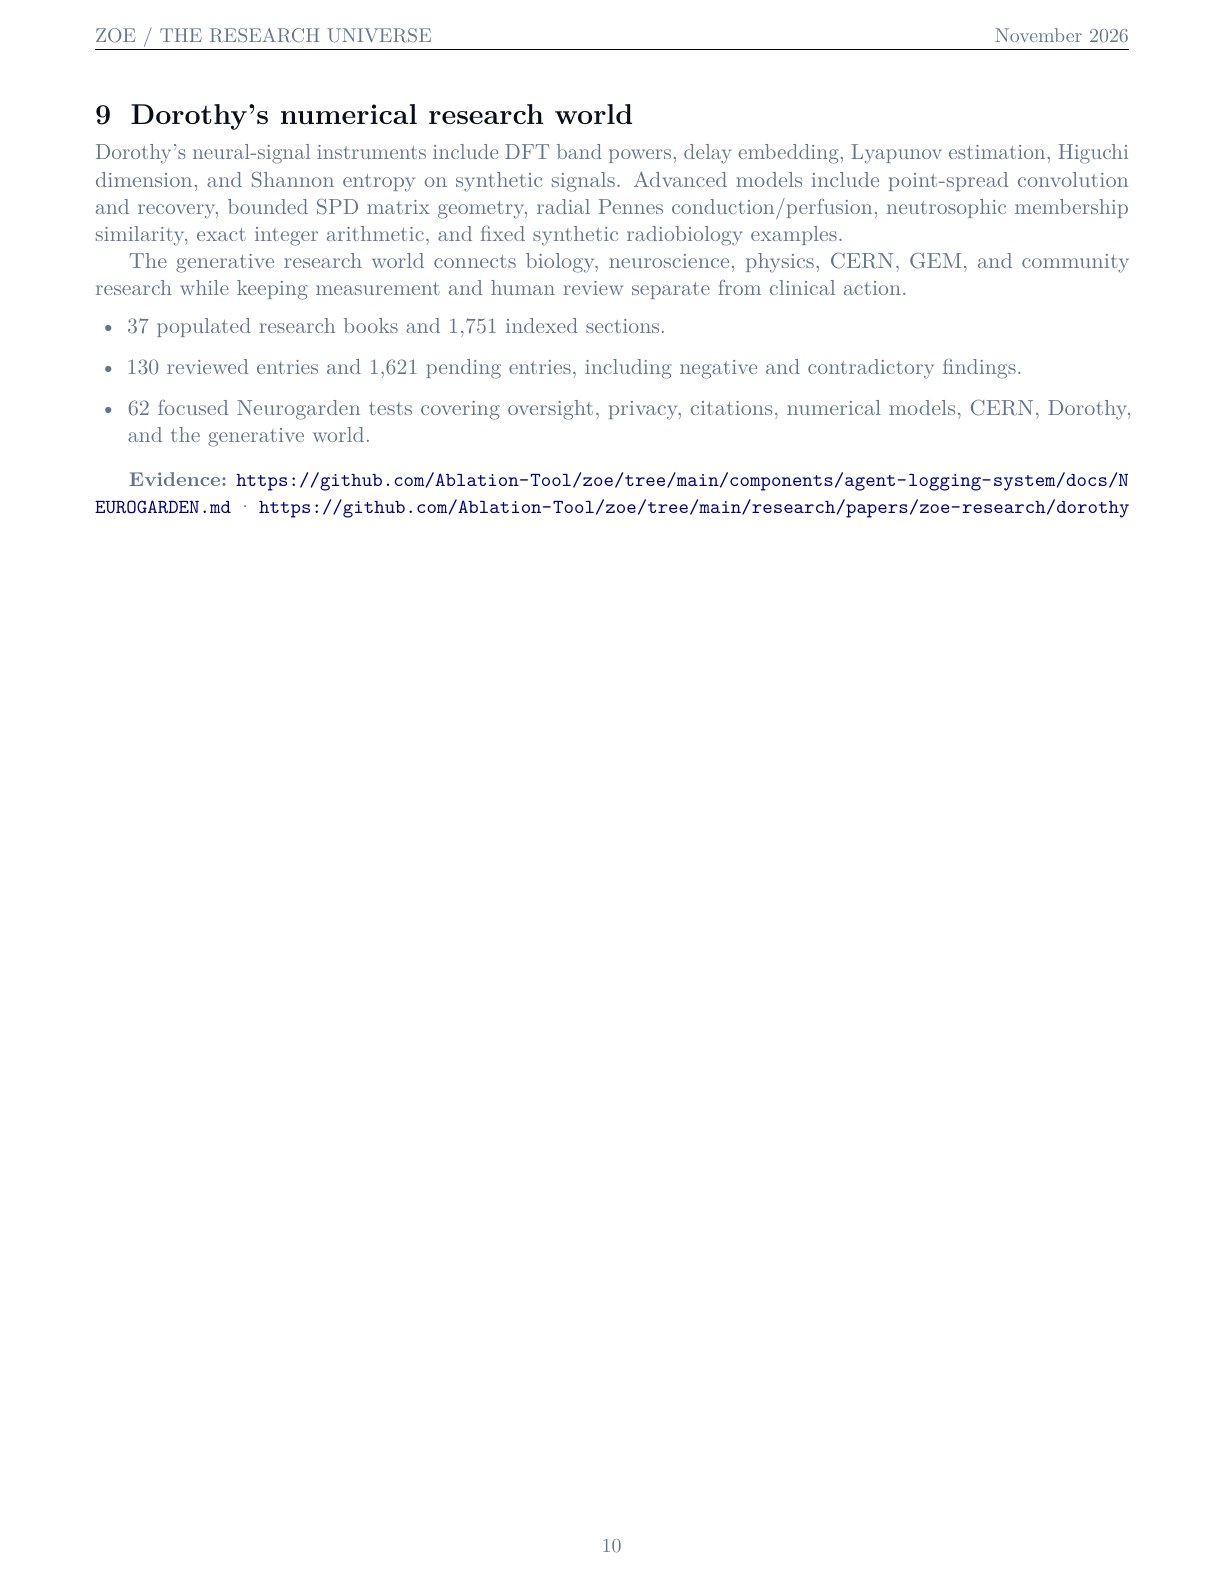 ZOE / THE RESEARCH UNIVERSE November 2026
9 Dorothy's numerical research world
Dorothy's neural-signal instruments include DFT band powers, delay embedding, Lyapunov estimation, Higuchi
dimension, and Shannon entropy on synthetic signals. Advanced models include point-spread convolution
and recovery, bounded SPD matrix geometry, radial Pennes conduction/perfusion, neutrosophic membership
similarity, exact integer arithmetic, and fixed synthetic radiobiology examples.
The generative research world connects biology, neuroscience, physics, CERN, GEM, and community
research while keeping measurement and human review separate from clinical action.
• 37 populated research books and 1,751 indexed sections.
• 130 reviewed entries and 1,621 pending entries, including negative and contradictory findings.
• 62 focused Neurogarden tests covering oversight, privacy, citations, numerical models, CERN, Dorothy,
and the generative world.
Evidence: https://github.com/Ablation-Tool/zoe/tree/main/components/agent-logging-system/docs/N
EUROGARDEN.md · https://github.com/Ablation-Tool/zoe/tree/main/research/papers/zoe-research/dorothy
10